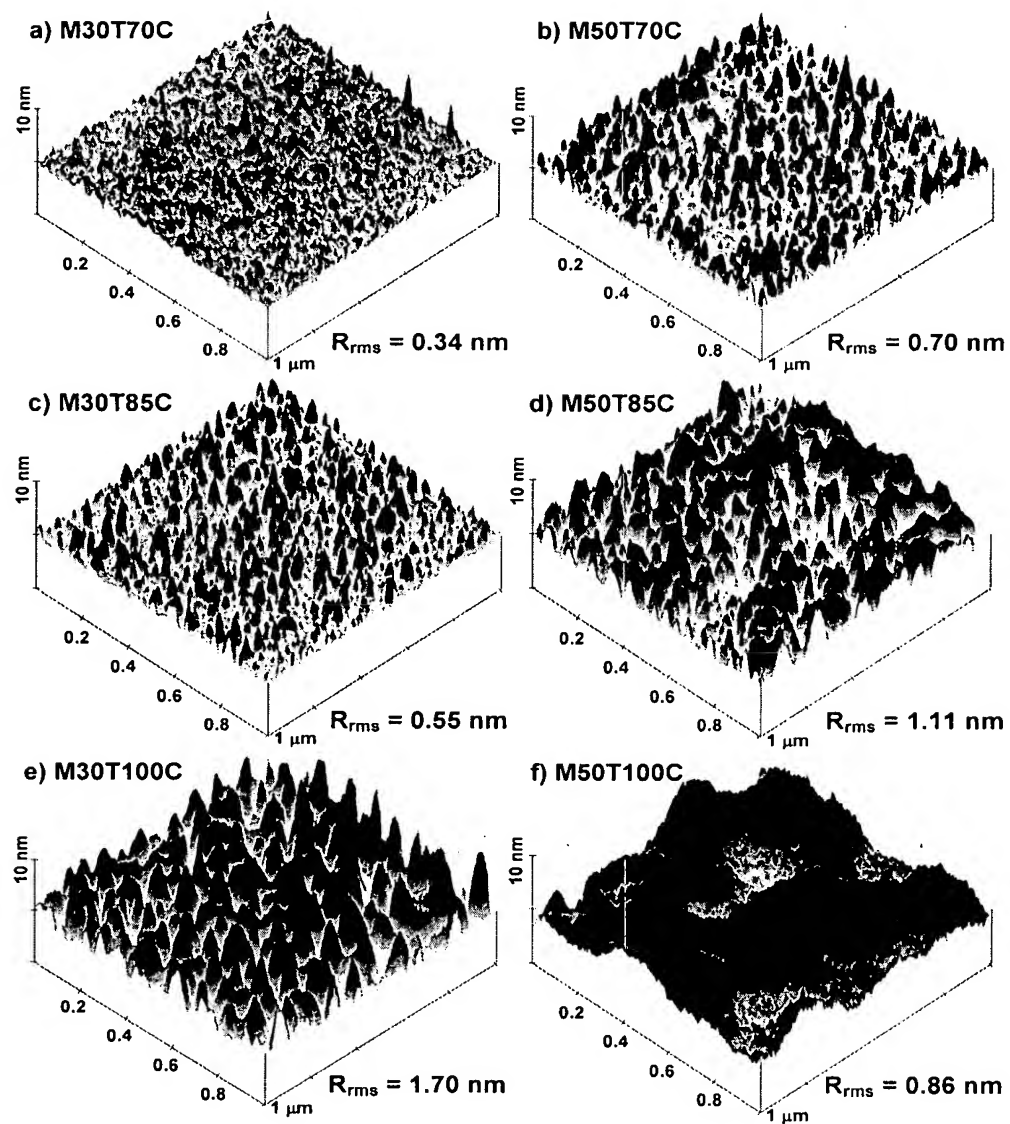 a) M30T70C
10 nm
0.2
0.4
0.6
0.8
1 μm
Rrms = 0.34 nm
b) M50T70C
10 nm
0.2
0.4
0.6
0.8
1 μm
Rrms = 0.70 nm
c) M30T85C
10 nm
0.2
0.4
0.6
0.8
1 μm
Rrms = 0.55 nm
d) M50T85C
10 nm
0.2
0.4
0.6
0.8
1 μm
Rrms = 1.11 nm
e) M30T100C
10 nm
0.2
0.4
0.6
0.8
1 μm
Rrms = 1.70 nm
f) M50T100C
10 nm
0.2
0.4
0.6
0.8
1 μm
Rrms = 0.86 nm